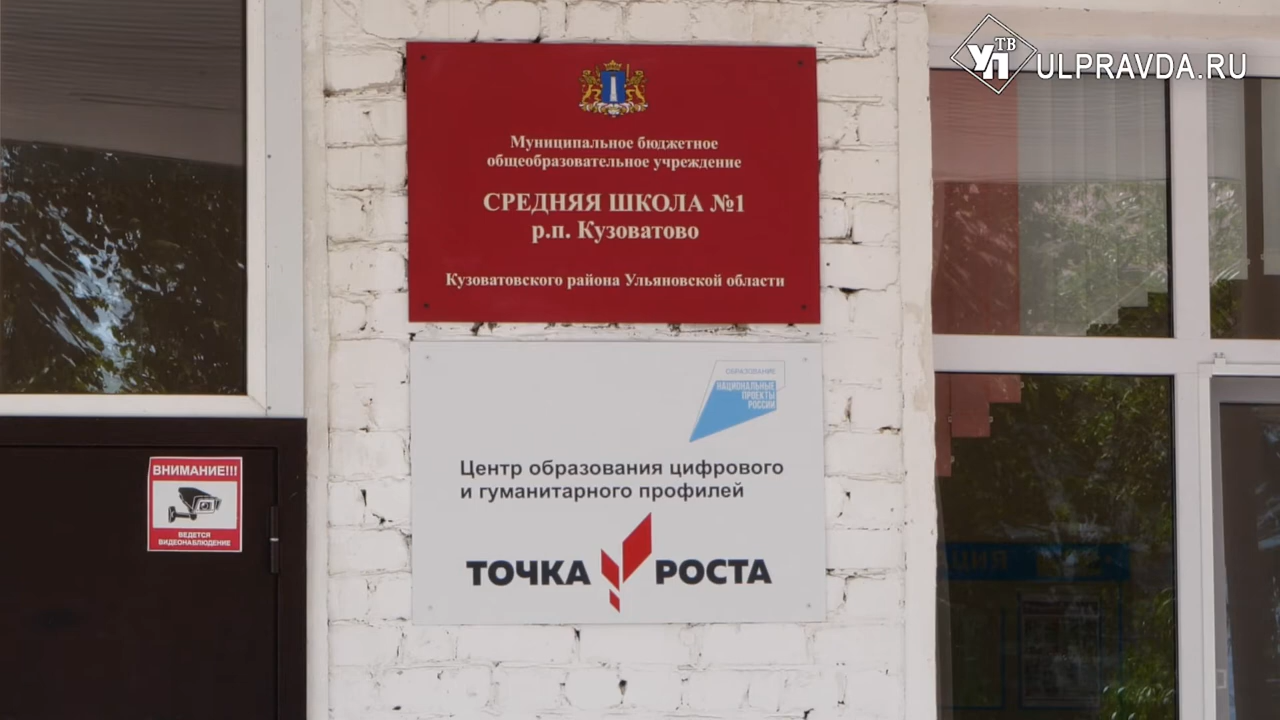 ТВ
УП
ULPRAVDA.RU
Муниципальное бюджетное
общеобразовательное учреждение
СРЕДНЯЯ ШКОЛА №1
р.п. Кузоватово
Кузоватовского района Ульяновской области
ОБРАЗОВАНИЕ
НАЦИОНАЛЬНЫЕ
ПРОЕКТЫ
РОССИИ
Центр образования цифрового
и гуманитарного профилей
ТОЧКА РОСТА
ВНИМАНИЕ!!!
ВЕДЕТСЯ
ВИДЕОНАБЛЮДЕНИЕ